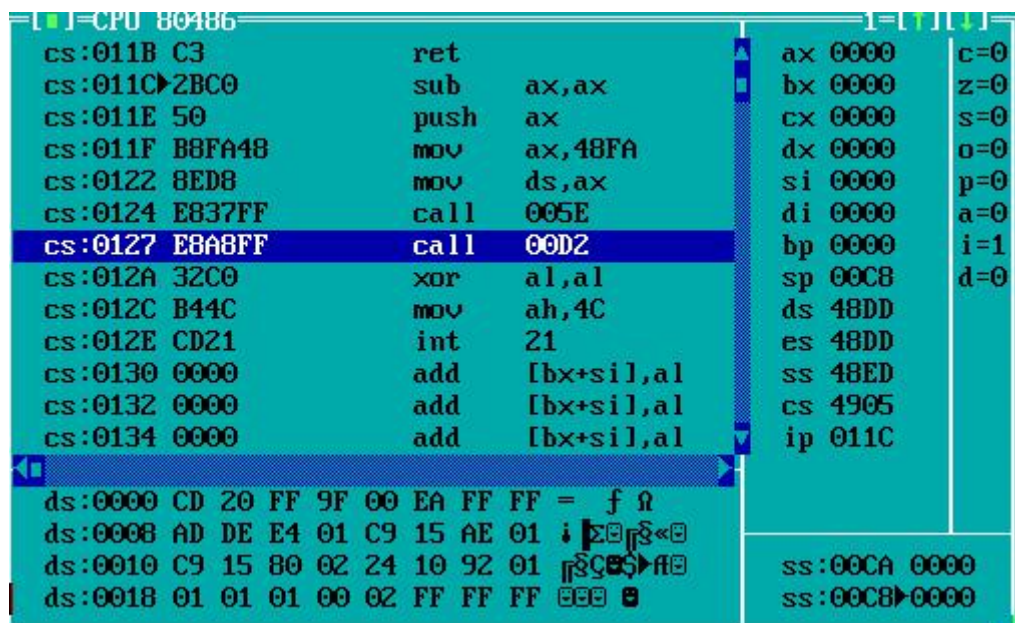 [■]=CPU 80486 1=[↑][↓]
cs:011B C3 ret
cs:011C►2BC0 sub ax,ax
cs:011E 50 push ax
cs:011F B8FA48 mov ax,48FA
cs:0122 8ED8 mov ds,ax
cs:0124 E837FF call 005E
cs:0127 E8A8FF call 00D2
cs:012A 32C0 xor al,al
cs:012C B44C mov ah,4C
cs:012E CD21 int 21
cs:0130 0000 add [bx+si],al
cs:0132 0000 add [bx+si],al
cs:0134 0000 add [bx+si],al
ax 0000 c=0
bx 0000 z=0
cx 0000 s=0
dx 0000 o=0
si 0000 p=0
di 0000 a=0
bp 0000 i=1
sp 00C8 d=0
ds 48DD
es 48DD
ss 48ED
cs 4905
ip 011C
ds:0000 CD 20 FF 9F 00 EA FF FF = ƒ Ω
ds:0008 AD DE E4 01 C9 15 AE 01 ¡▐Σ☺╔§«☺
ds:0010 C9 15 80 02 24 10 92 01 ╔§Ç☻$►Æ☺
ds:0018 01 01 01 00 02 FF FF FF ☺☺☺ ☻
ss:00CA 0000
ss:00C8►0000